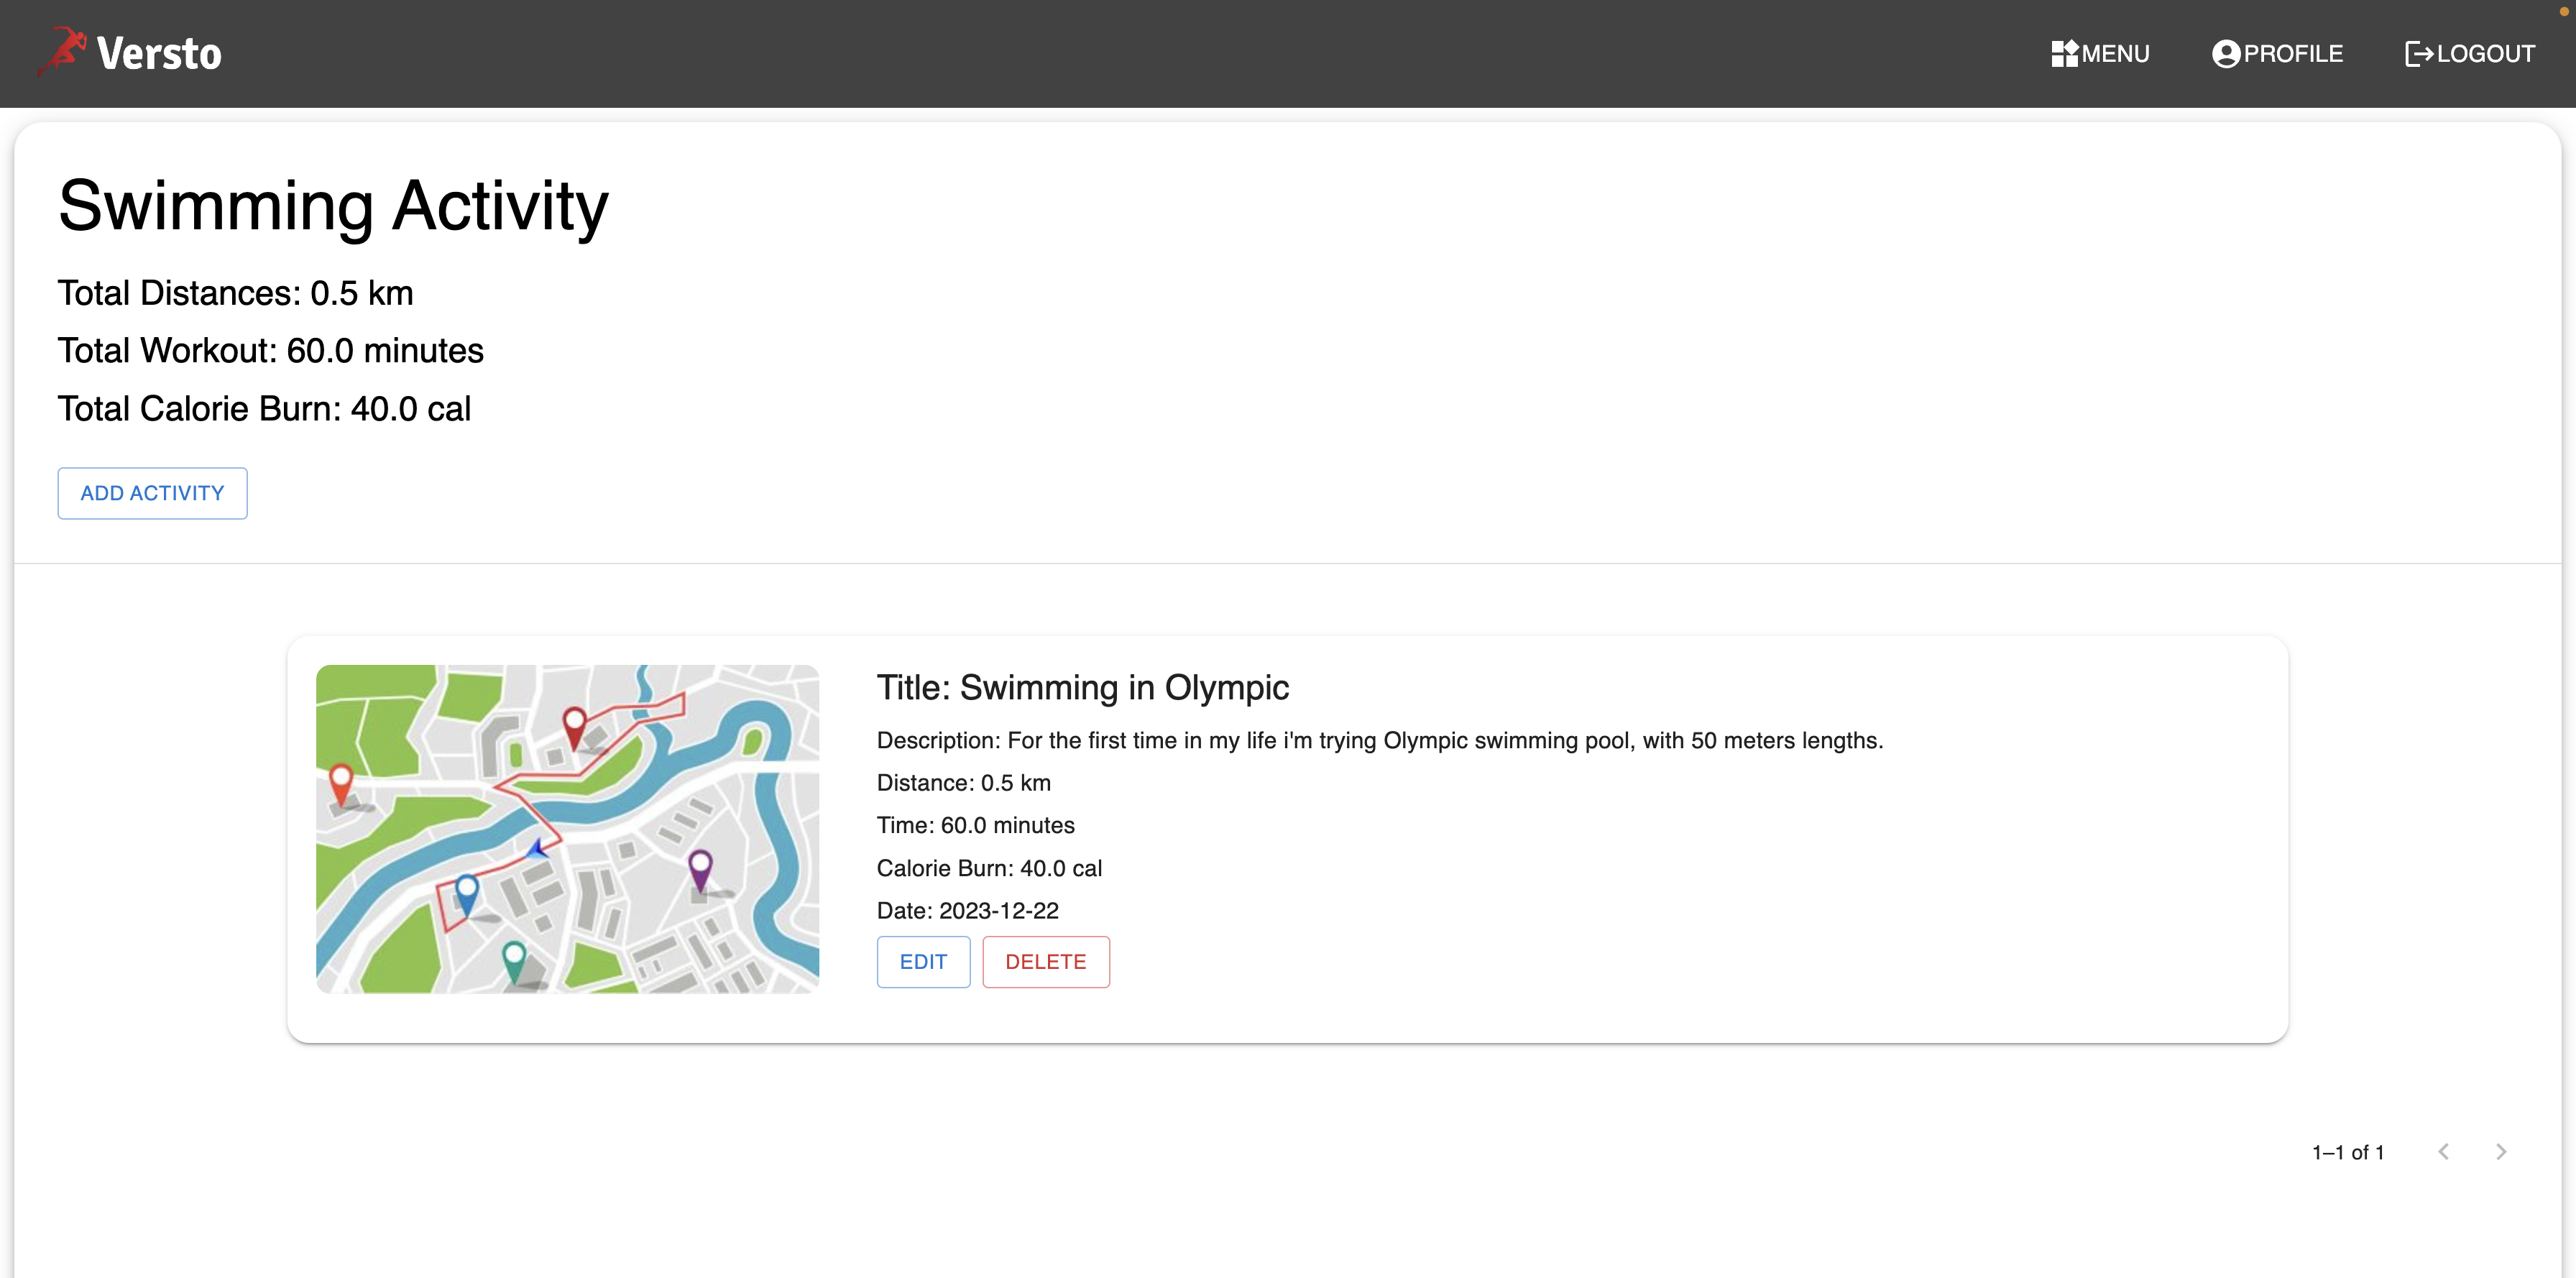 Versto
MENU
PROFILE
LOGOUT
Swimming Activity
Total Distances: 0.5 km
Total Workout: 60.0 minutes
Total Calorie Burn: 40.0 cal
ADD ACTIVITY
Title: Swimming in Olympic
Description: For the first time in my life i'm trying Olympic swimming pool, with 50 meters lengths.
Distance: 0.5 km
Time: 60.0 minutes
Calorie Burn: 40.0 cal
Date: 2023-12-22
EDIT
DELETE
1–1 of 1